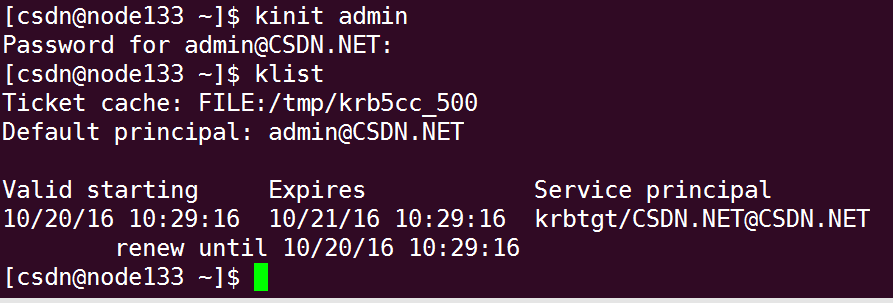 [csdn@node133 ~]$ kinit admin
Password for admin@CSDN.NET:
[csdn@node133 ~]$ klist
Ticket cache: FILE:/tmp/krb5cc_500
Default principal: admin@CSDN.NET
Valid starting     Expires            Service principal
10/20/16 10:29:16  10/21/16 10:29:16  krbtgt/CSDN.NET@CSDN.NET
        renew until 10/20/16 10:29:16
[csdn@node133 ~]$